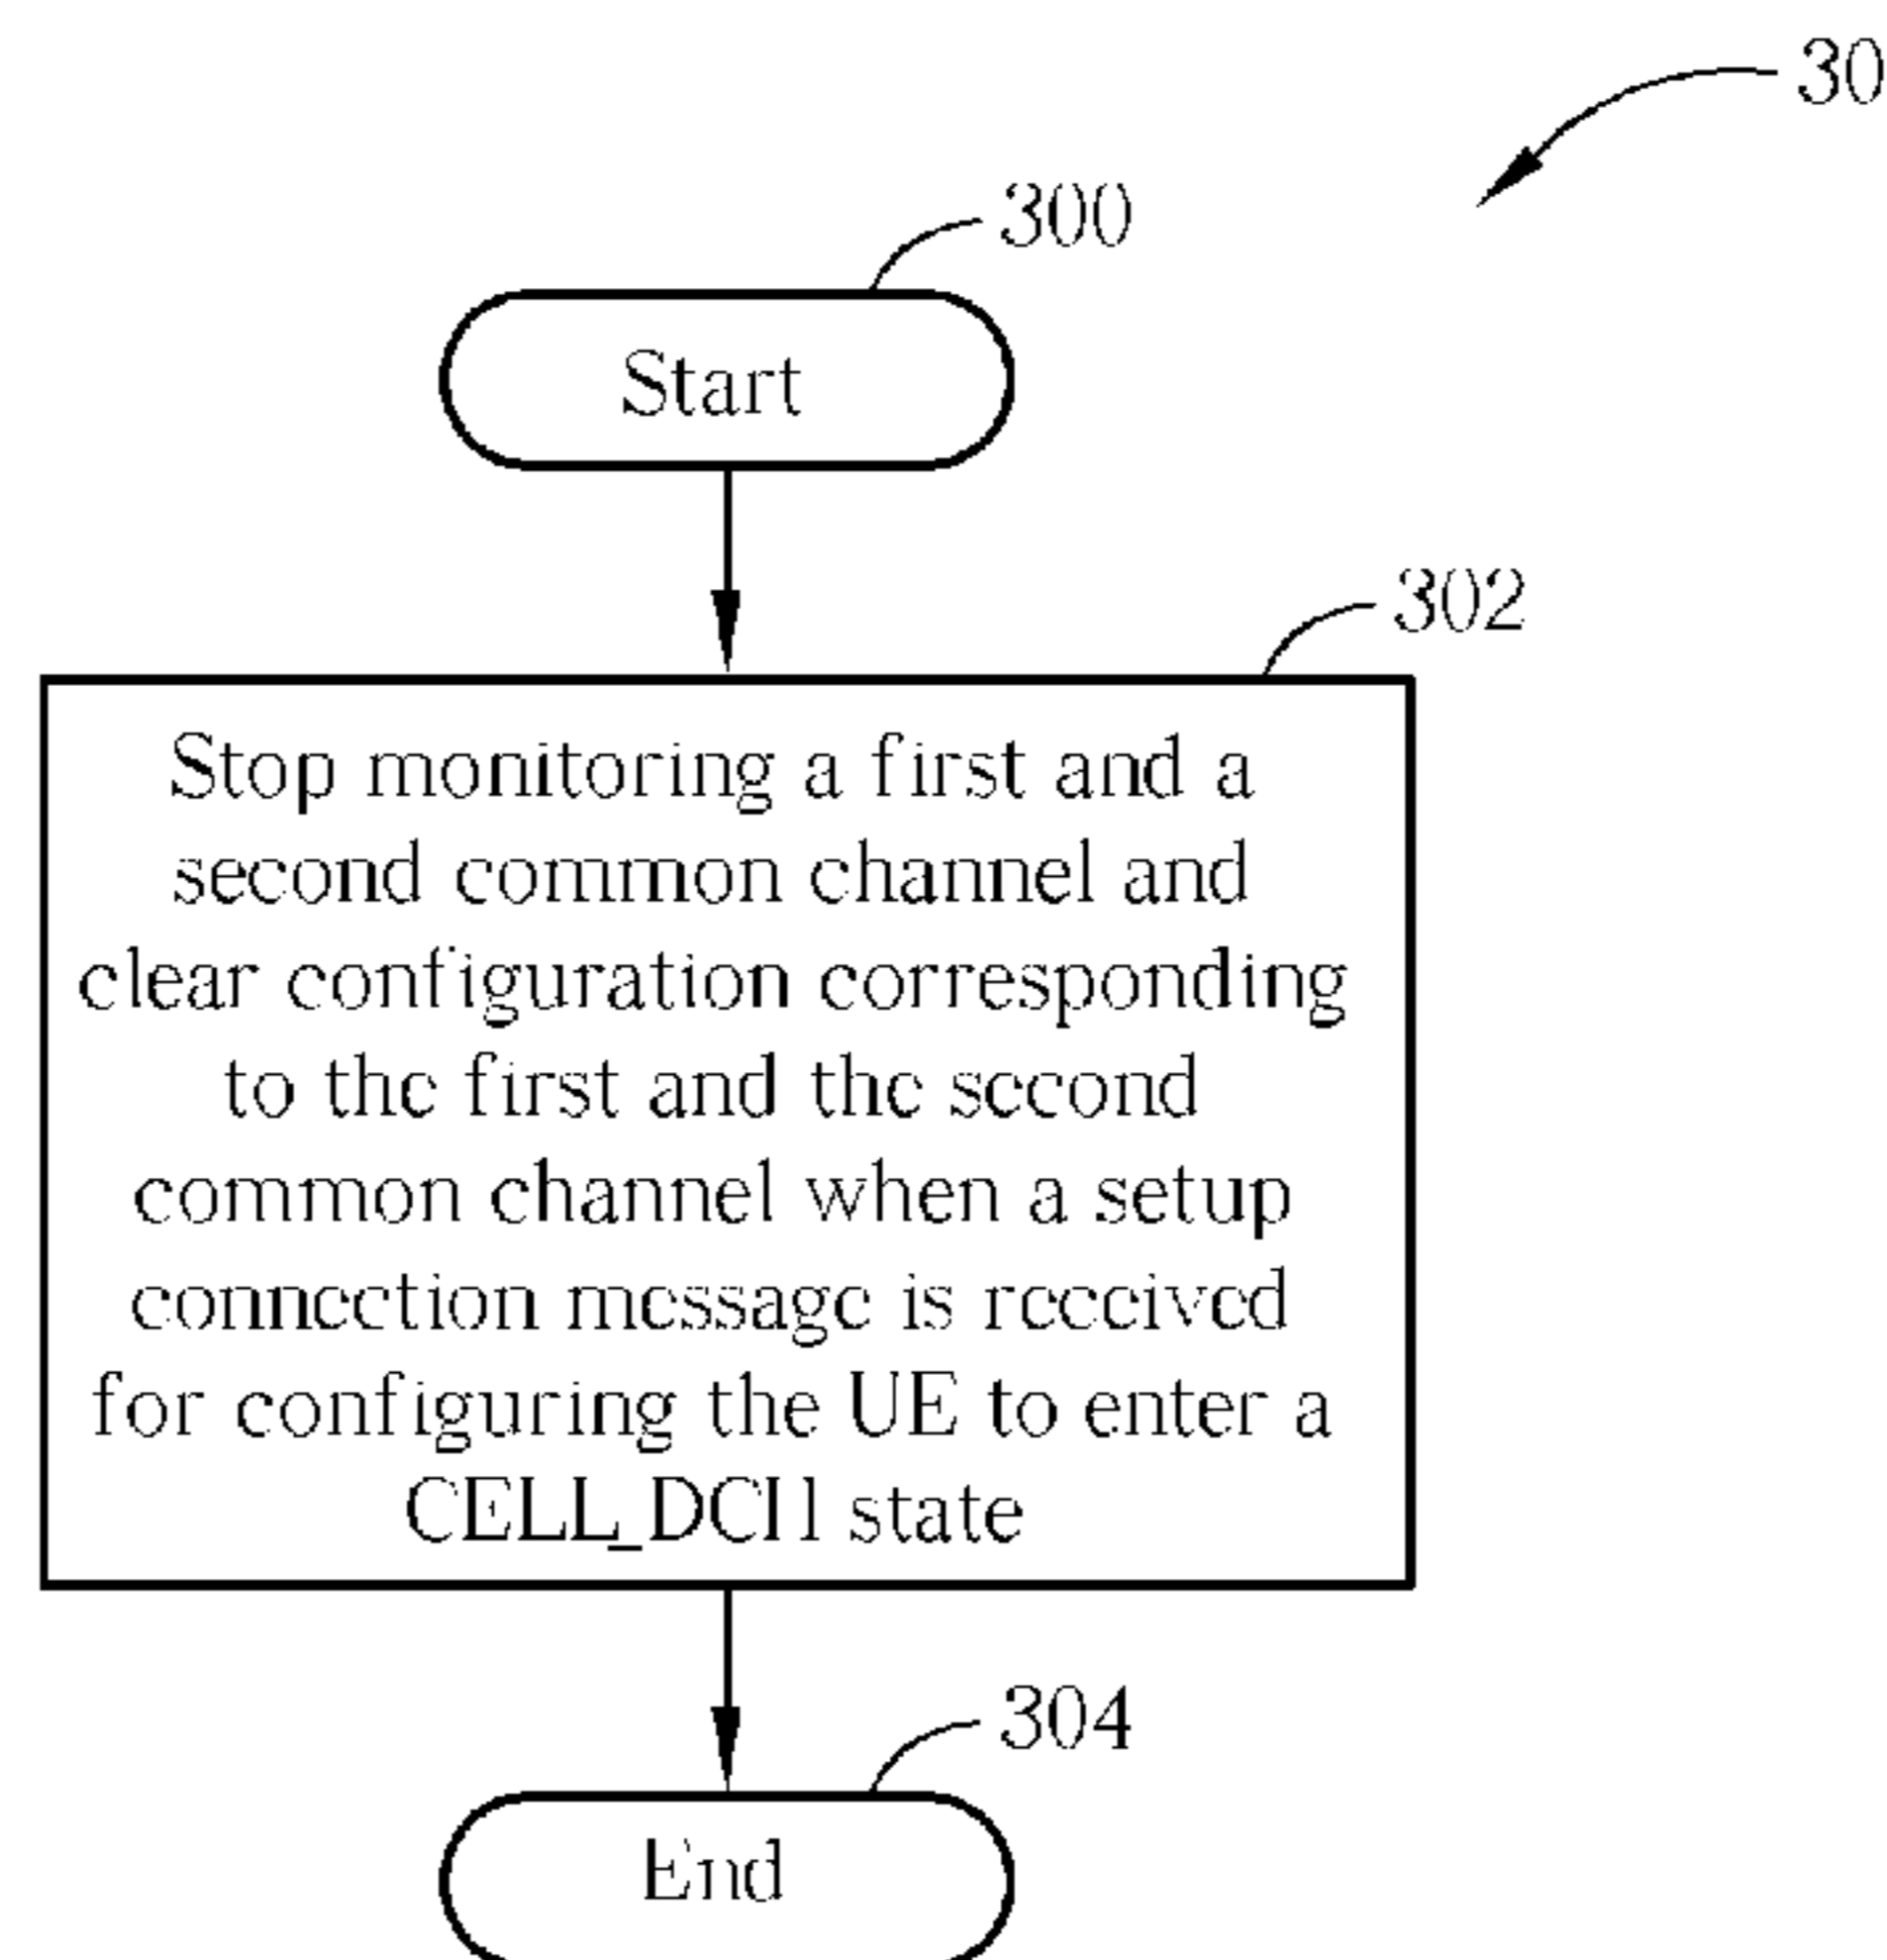 30
300
Start
302
Stop monitoring a first and a
second common channel and
clear configuration corresponding
to the first and the second
common channel when a setup
connection message is received
for configuring the UE to enter a
CELL_DCH state
304
End